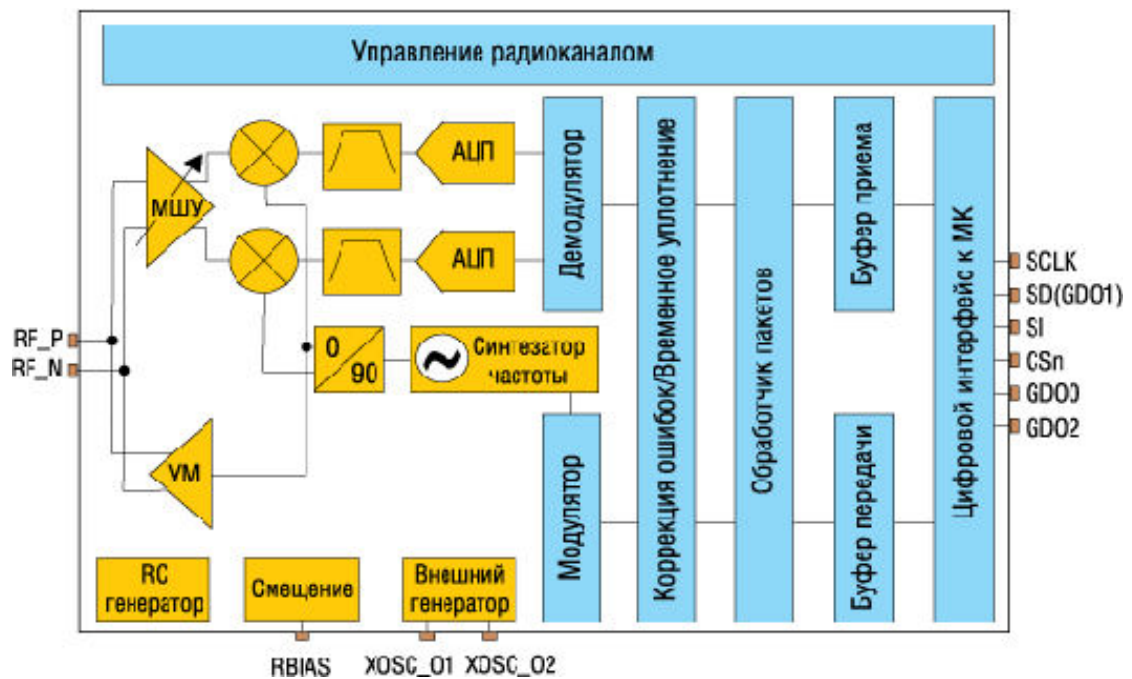 Управление радиоканалом
МШУ
АЦП
АЦП
Демодулятор
Коррекция ошибок/Временное уплотнение
Обработчик пакетов
Буфер приема
Цифровой интерфейс к МК
SCLK
SD(GDO1)
SI
CSn
GDO0
GDO2
RF_P
RF_N
0
90
Синтезатор
частоты
УМ
Модулятор
Буфер передачи
RC
генератор
Смещение
Внешний
генератор
RBIAS
XOSC_O1
XOSC_O2